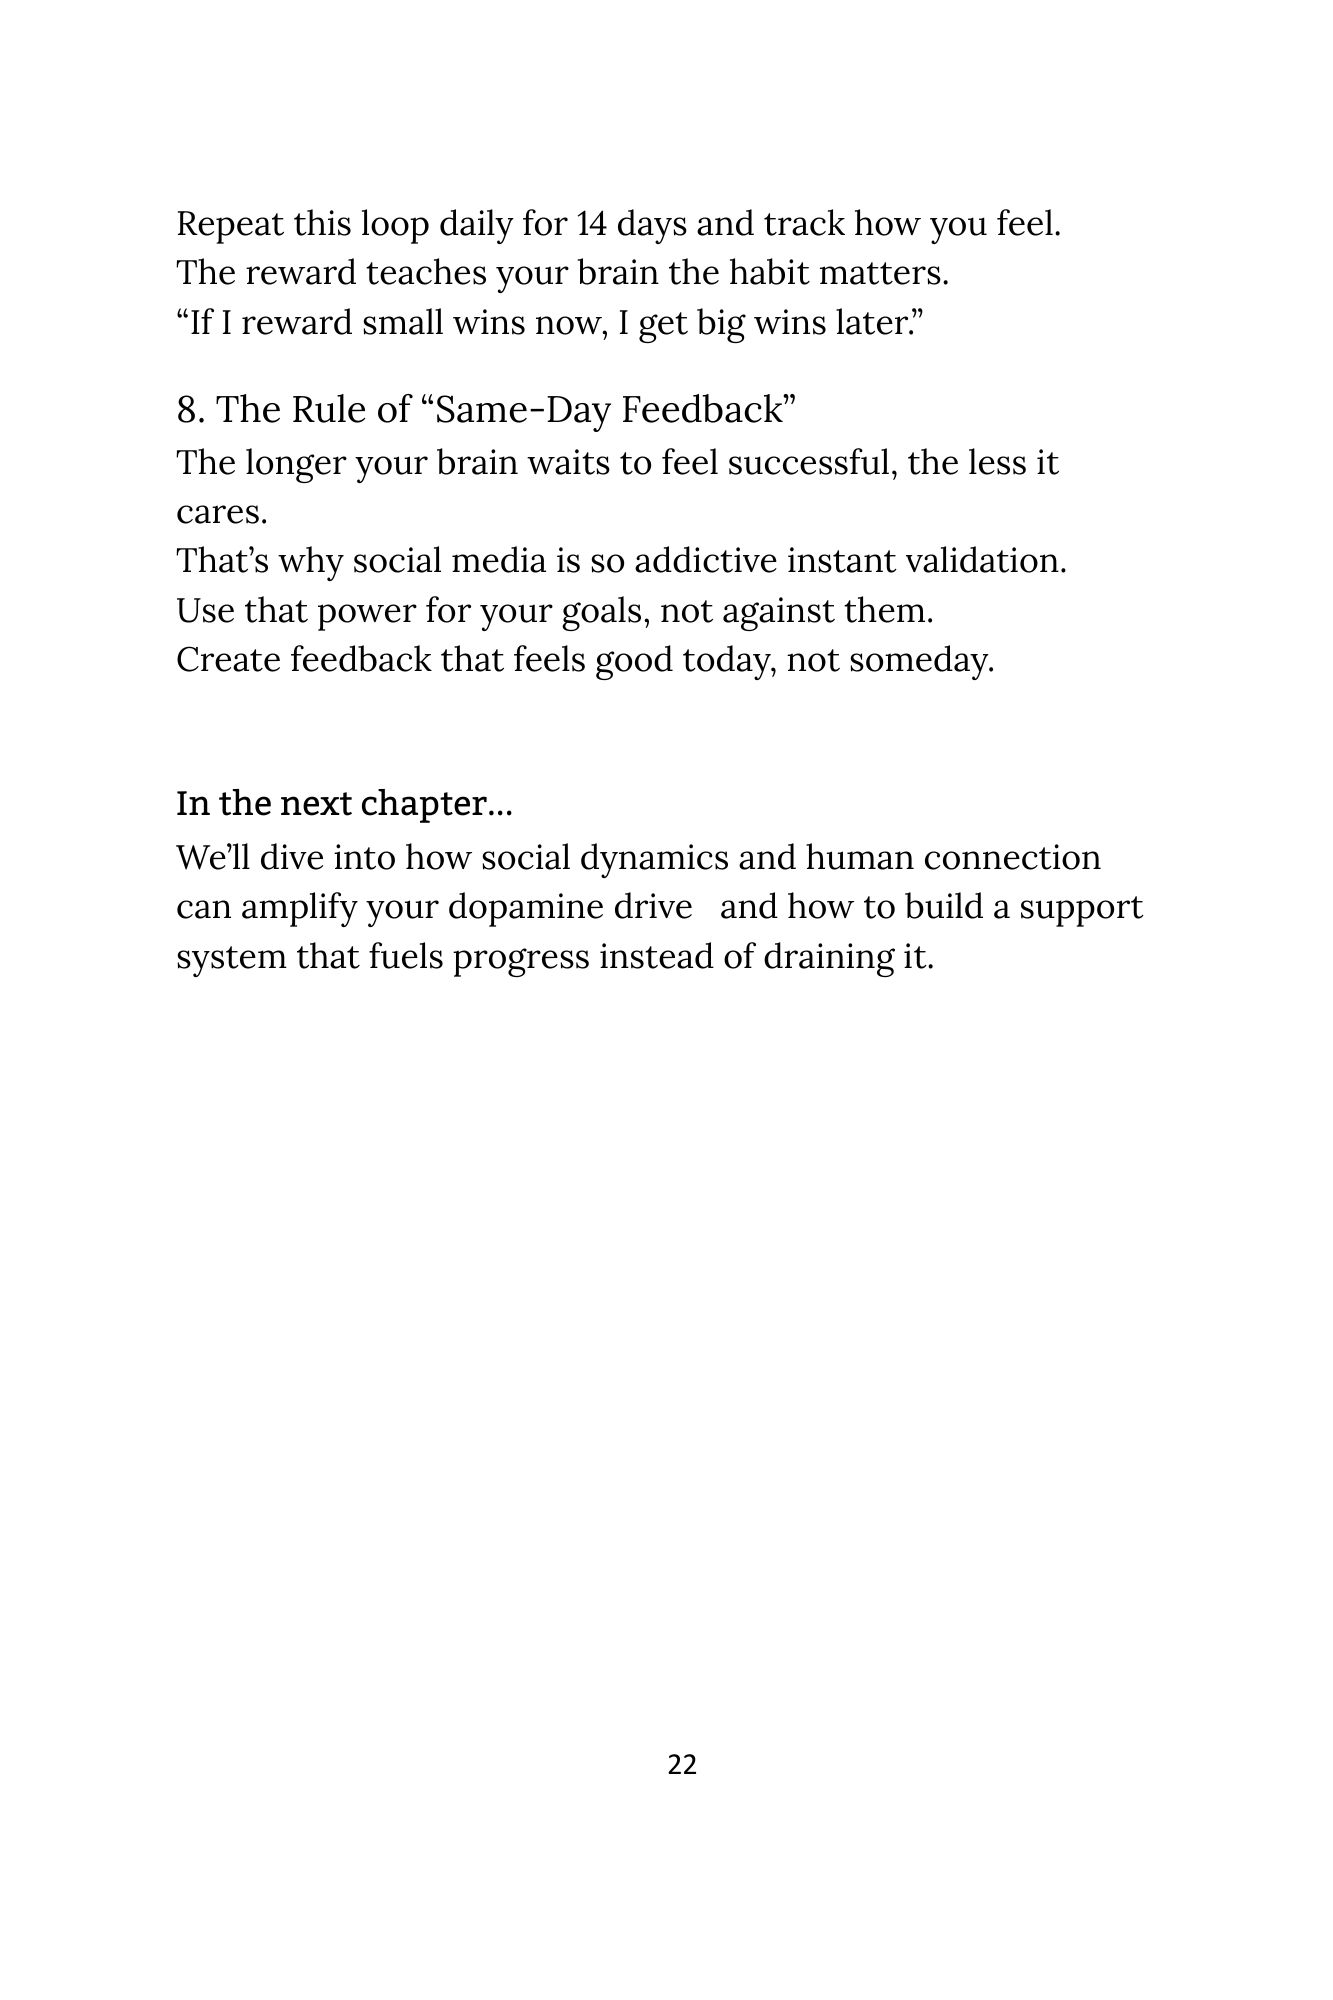 Repeat this loop daily for 14 days and track how you feel.
The reward teaches your brain the habit matters.
“If I reward small wins now, I get big wins later.”
8. The Rule of “Same-Day Feedback”
The longer your brain waits to feel successful, the less it
cares.
That’s why social media is so addictive instant validation.
Use that power for your goals, not against them.
Create feedback that feels good today, not someday.
In the next chapter…
We’ll dive into how social dynamics and human connection
can amplify your dopamine drive   and how to build a support
system that fuels progress instead of draining it.
22